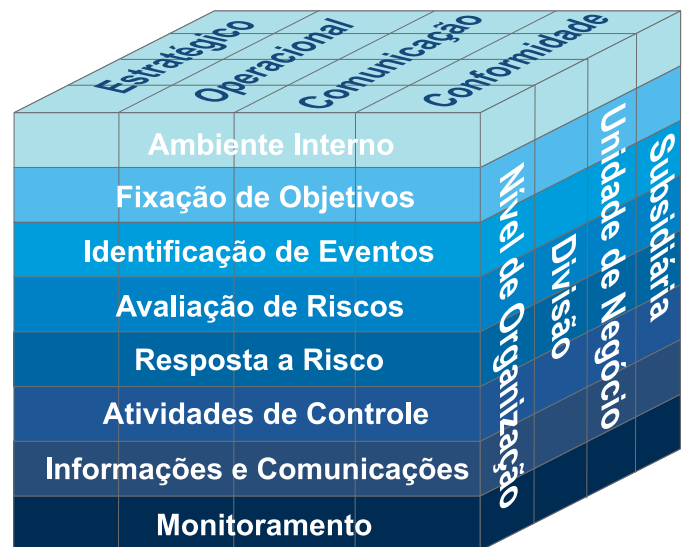 Estratégico
Operacional
Comunicação
Conformidade
Ambiente Interno
Fixação de Objetivos
Identificação de Eventos
Avaliação de Riscos
Resposta a Risco
Atividades de Controle
Informações e Comunicações
Monitoramento
Nível de Organização
Divisão
Unidade de Negócio
Subsidiária